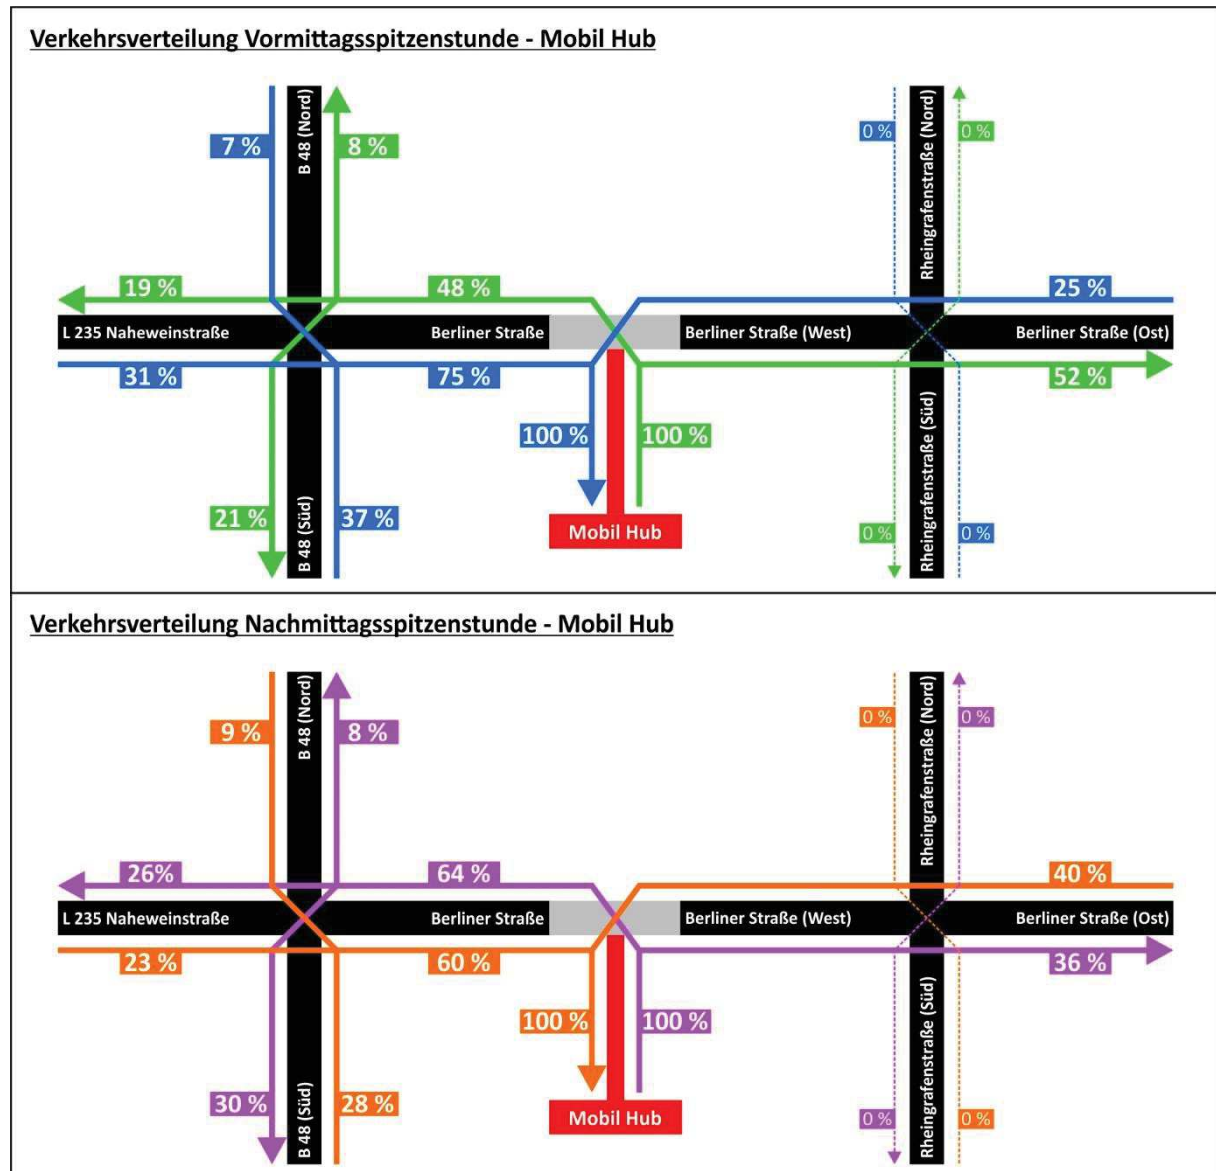 Verkehrsverteilung Vormittagsspitzenstunde - Mobil Hub
B 48 (Nord)
Rheingrafenstraße (Nord)
7 %
8 %
0 %
0 %
19 %
48 %
25 %
L 235 Naheweinstraße
Berliner Straße
Berliner Straße (West)
Berliner Straße (Ost)
31 %
75 %
52 %
100 %
100 %
B 48 (Süd)
Rheingrafenstraße (Süd)
21 %
37 %
Mobil Hub
0 %
0 %
Verkehrsverteilung Nachmittagsspitzenstunde - Mobil Hub
B 48 (Nord)
Rheingrafenstraße (Nord)
9 %
8 %
0 %
0 %
26%
64 %
40 %
L 235 Naheweinstraße
Berliner Straße
Berliner Straße (West)
Berliner Straße (Ost)
23 %
60 %
36 %
100 %
100 %
B 48 (Süd)
Rheingrafenstraße (Süd)
30 %
28 %
Mobil Hub
0 %
0 %